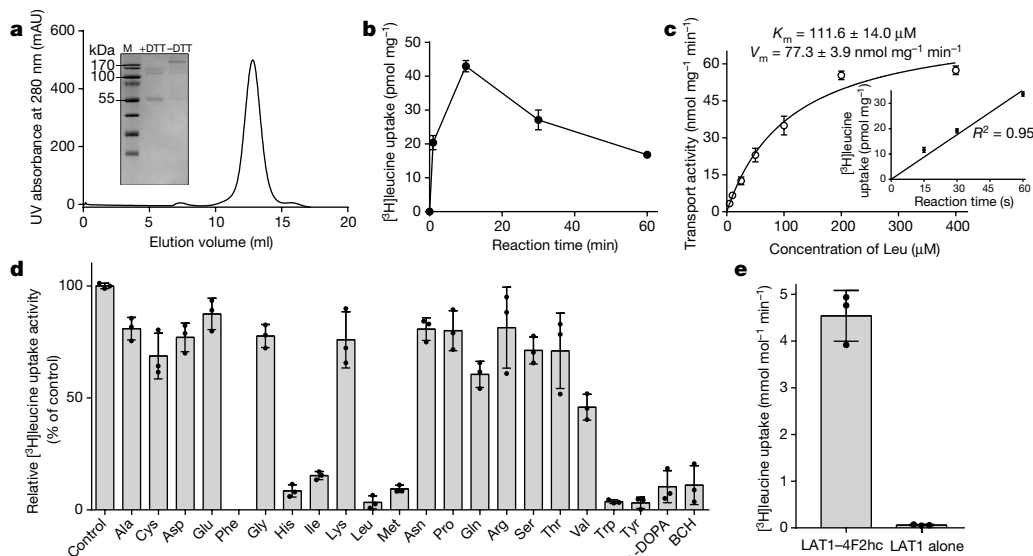 a
UV absorbance at 280 nm (mAU)
600
400
200
0
kDa
M
+DTT
−DTT
170
100
55
0
5
10
15
20
Elution volume (ml)
b
[³H]leucine uptake (pmol mg⁻¹)
50
40
30
20
10
0
0
20
40
60
Reaction time (min)
c
Kₘ = 111.6 ± 14.0 μM
Vₘ = 77.3 ± 3.9 nmol mg⁻¹ min⁻¹
Transport activity (nmol mg⁻¹ min⁻¹)
60
45
30
15
0
0
100
200
300
400
Concentration of Leu (μM)
[³H]leucine
uptake (pmol mg⁻¹)
30
20
10
0
R² = 0.95
15
30
45
60
Reaction time (s)
d
Relative [³H]leucine uptake activity
(% of control)
100
50
0
Control
Ala
Cys
Asp
Glu
Phe
Gly
His
Ile
Lys
Leu
Met
Asn
Pro
Gln
Arg
Ser
Thr
Val
Trp
Tyr
-DOPA
BCH
e
[³H]leucine uptake (mmol mol⁻¹ min⁻¹)
5
4
3
2
1
0
LAT1–4F2hc
LAT1 alone